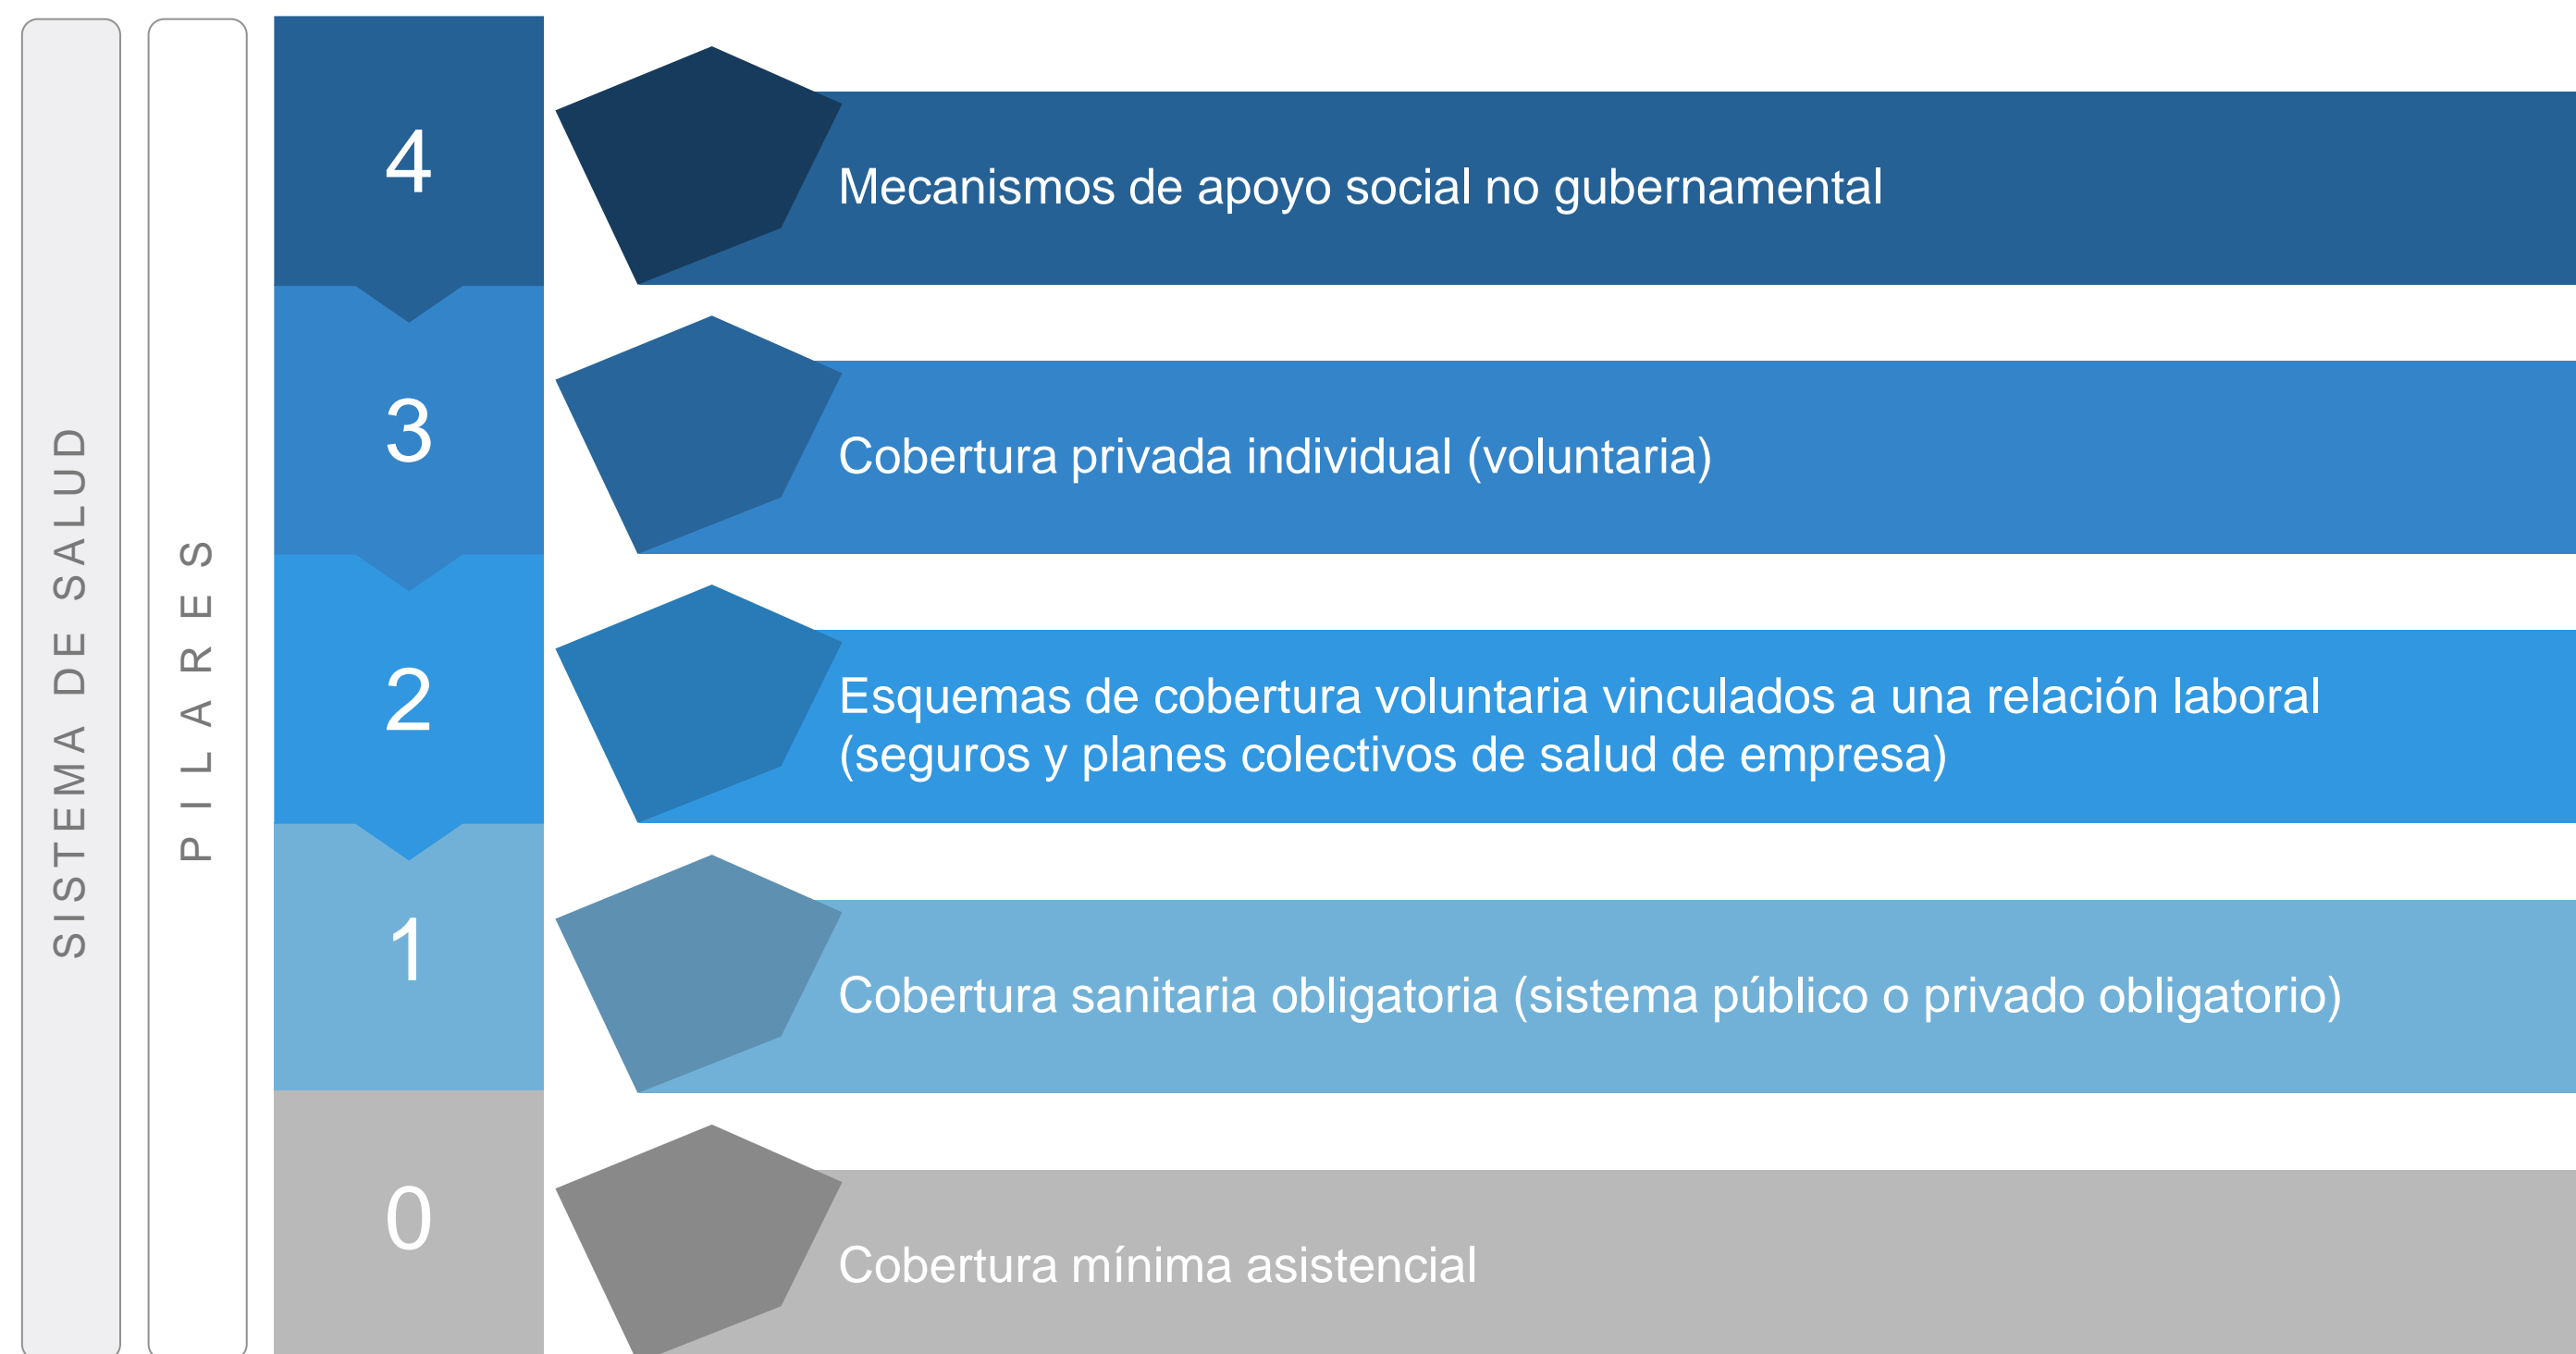 SISTEMA DE SALUD
PILARES
4
Mecanismos de apoyo social no gubernamental
3
Cobertura privada individual (voluntaria)
2
Esquemas de cobertura voluntaria vinculados a una relación laboral
(seguros y planes colectivos de salud de empresa)
1
Cobertura sanitaria obligatoria (sistema público o privado obligatorio)
0
Cobertura mínima asistencial